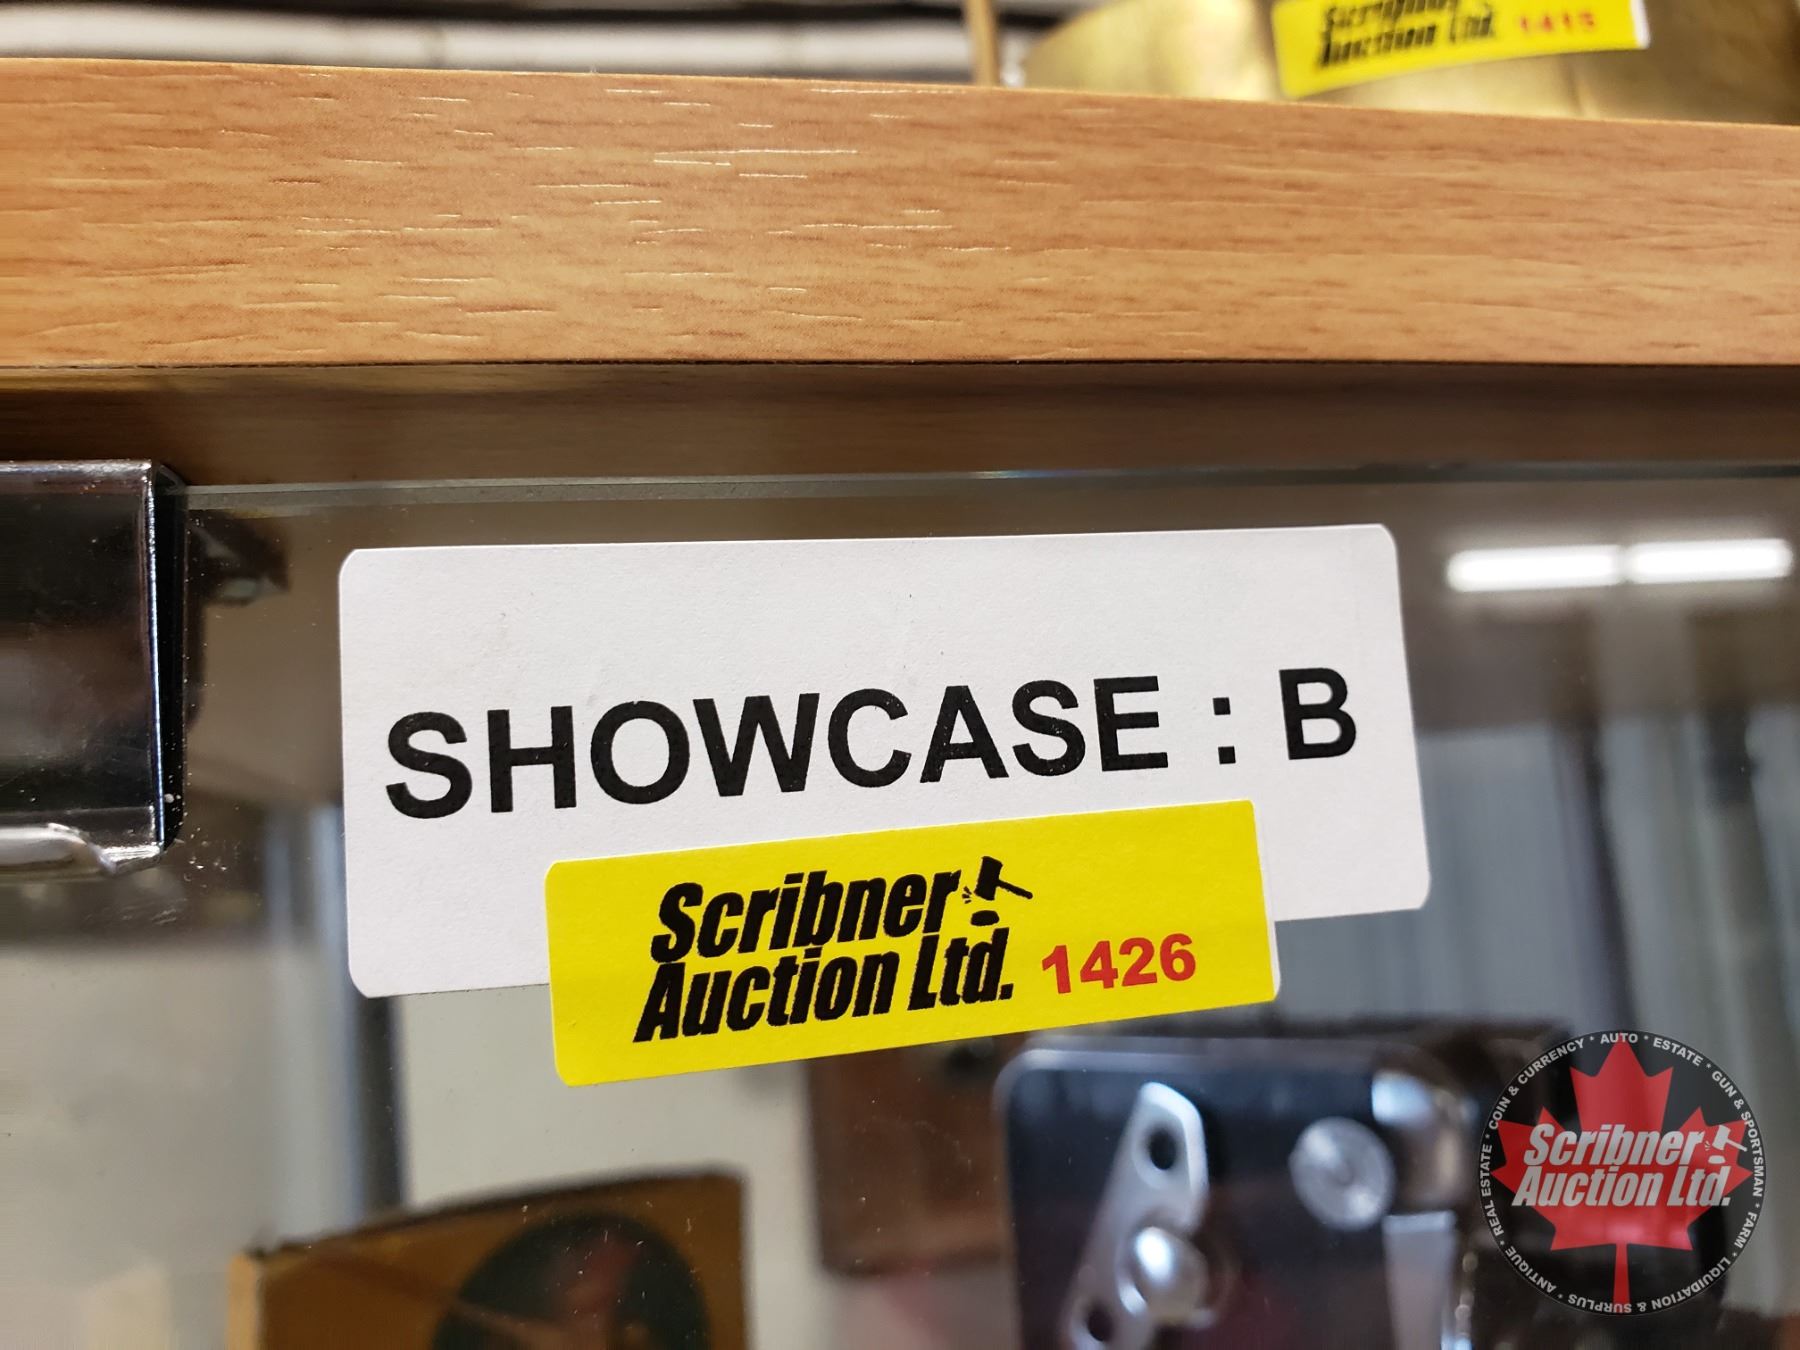 Scribner
Auction Ltd. 1415
SHOWCASE : B
Scribner
Auction Ltd. 1426
COIN & CURRENCY * AUTO * ESTATE * GUN & SPORTSMAN * FARM * LIQUIDATION & SURPLUS * ANTIQUE * REAL ESTATE *
Scribner
Auction Ltd.